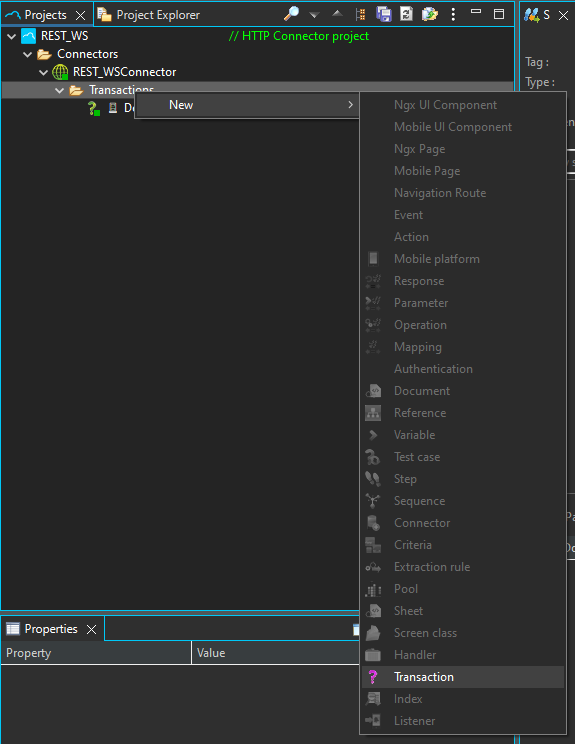 Projects
Project Explorer
S
REST_WS // HTTP Connector project
Connectors
REST_WSConnector
Transactions
New
Tag :
Type :
Ngx UI Component
Mobile UI Component
Ngx Page
Mobile Page
Navigation Route
Event
Action
Mobile platform
Response
Parameter
Operation
Mapping
Authentication
Document
Reference
Variable
Test case
Step
Sequence
Connector
Criteria
Extraction rule
Pool
Sheet
Screen class
Handler
Transaction
Index
Listener
Properties
Property Value